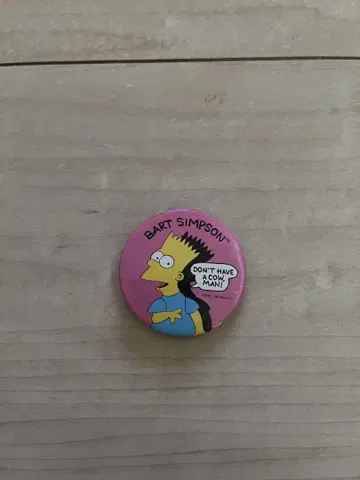 BART SIMPSON™
DON'T HAVE
A COW,
MAN!